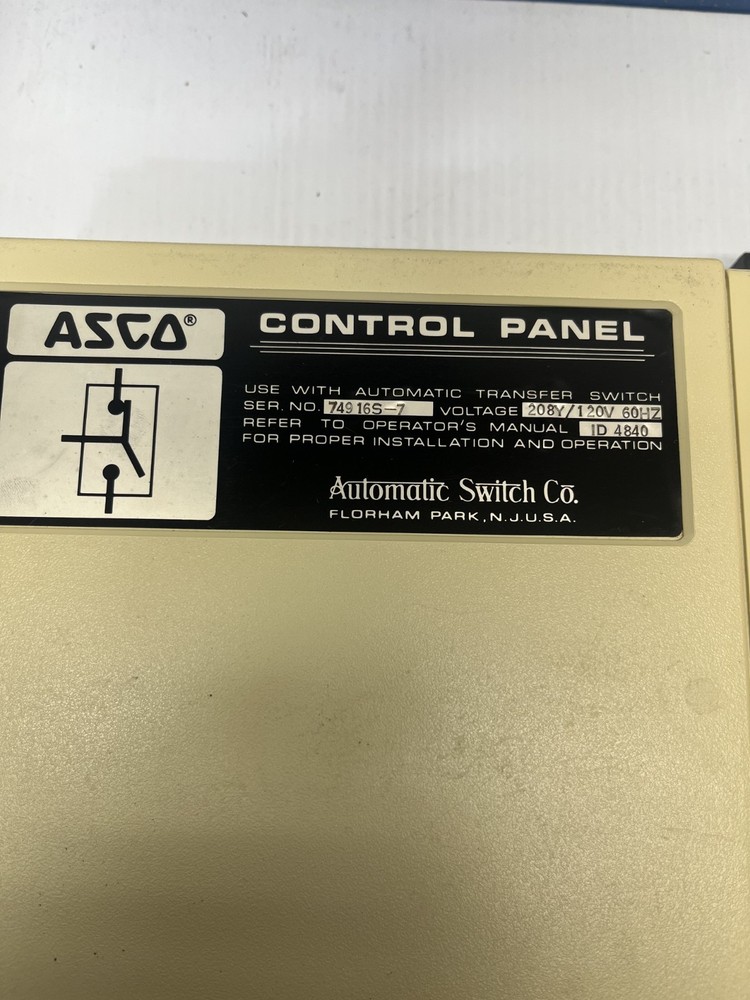 ASCO®
CONTROL PANEL
USE WITH AUTOMATIC TRANSFER SWITCH
SER. NO. 74916S-7 VOLTAGE 208Y/120V 60HZ
REFER TO OPERATOR'S MANUAL ID 4840
FOR PROPER INSTALLATION AND OPERATION
Automatic Switch Co.
FLORHAM PARK, N.J.U.S.A.